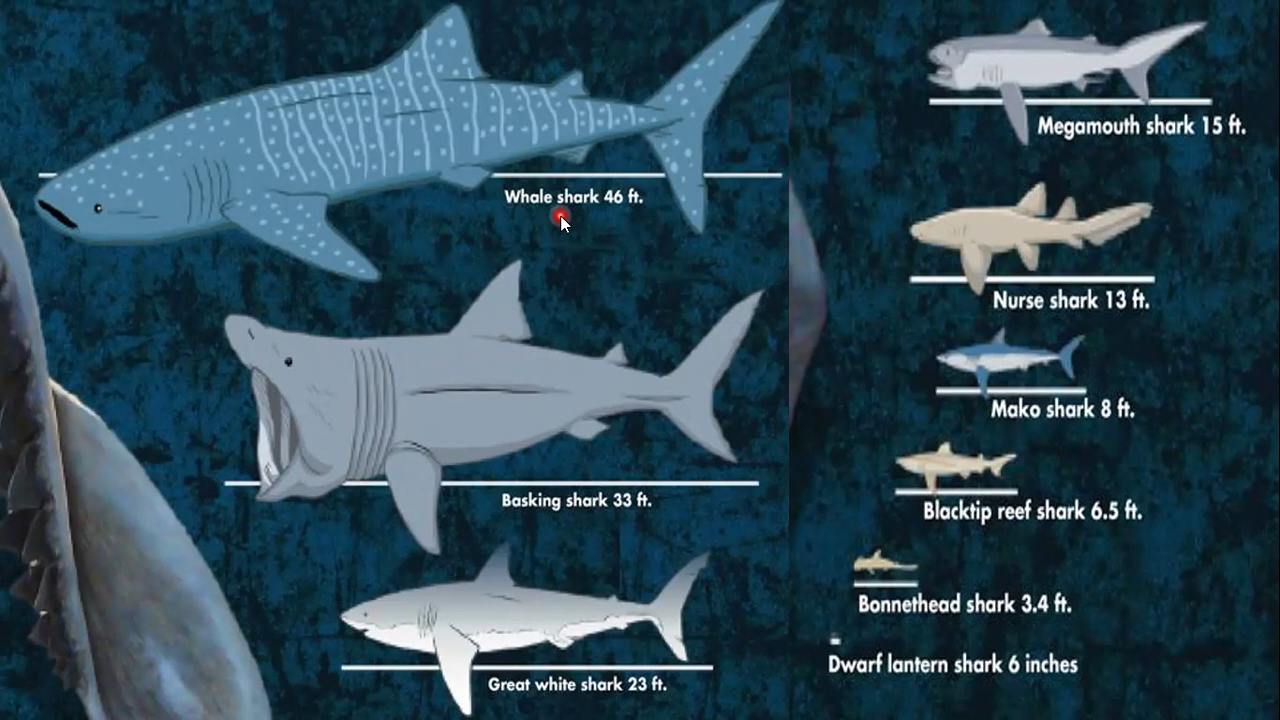 Whale shark 46 ft.
Basking shark 33 ft.
Great white shark 23 ft.
Megamouth shark 15 ft.
Nurse shark 13 ft.
Mako shark 8 ft.
Blacktip reef shark 6.5 ft.
Bonnethead shark 3.4 ft.
Dwarf lantern shark 6 inches